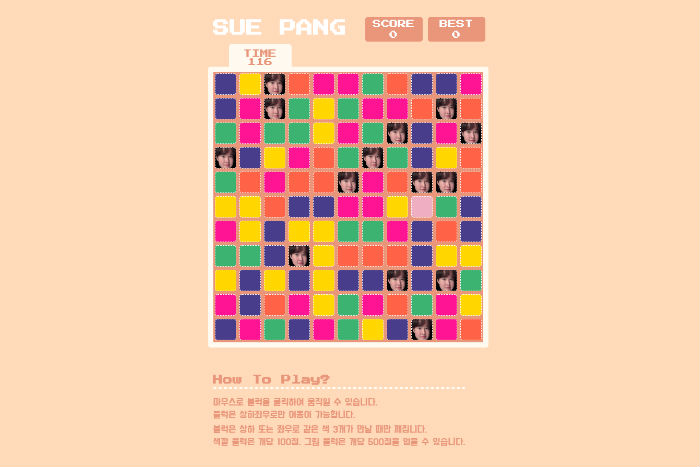 SUE PANG
SCORE
0
BEST
0
TIME
116
How To Play?
마우스로 블럭을 클릭하여 움직일 수 있습니다.
블럭은 상하좌우로만 이동이 가능합니다.
블럭은 상하 또는 좌우로 같은 색 3개가 만날 때만 깨집니다.
색깔 블럭은 개당 100점, 그림 블럭은 개당 500점을 얻을 수 있습니다.